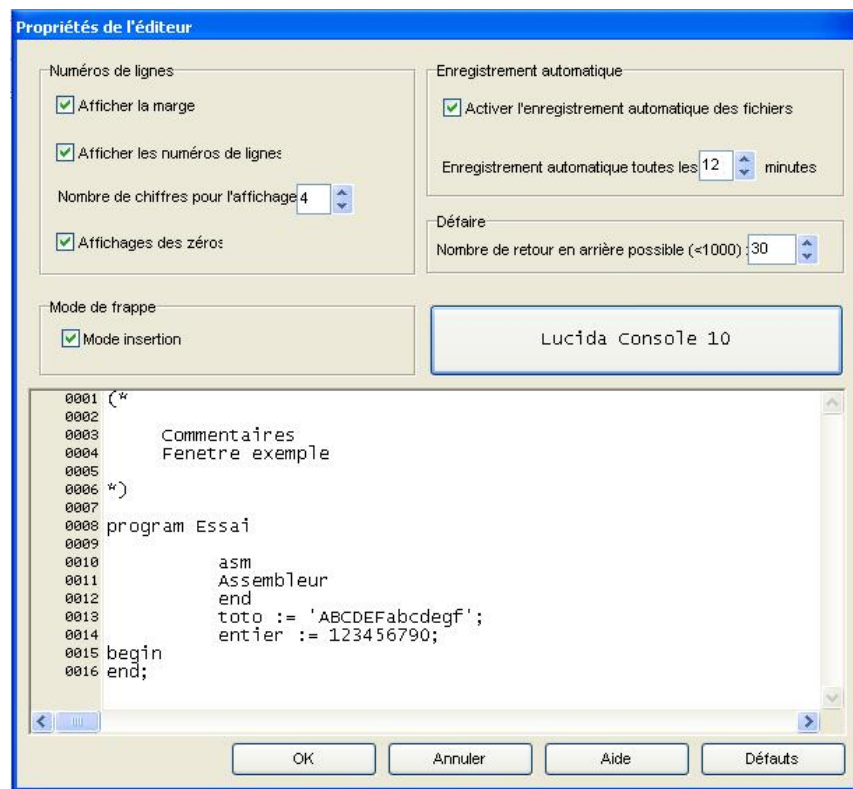 Propriétés de l'éditeur
Numéros de lignes
Afficher la marge
Afficher les numéros de lignes
Nombre de chiffres pour l'affichage 4
Affichages des zéros
Enregistrement automatique
Activer l'enregistrement automatique des fichiers
Enregistrement automatique toutes les 12 minutes
Défaire
Nombre de retour en arrière possible (<1000) : 30
Mode de frappe
Mode insertion
Lucida Console 10
0001 (*
0002
0003 Commentaires
0004 Fenetre exemple
0005
0006 *)
0007
0008 program Essai
0009
0010 asm
0011 Assembleur
0012 end
0013 toto := 'ABCDEFabcdegf';
0014 entier := 123456790;
0015 begin
0016 end;
OK
Annuler
Aide
Défauts